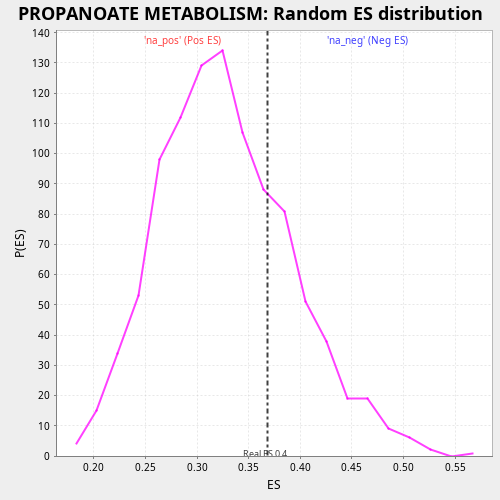 PROPANOATE METABOLISM: Random ES distribution
'na_pos' (Pos ES)
'na_neg' (Neg ES)
140
130
120
110
100
90
80
70
60
50
40
30
20
10
0
P(ES)
Real ES 0.4
0.20 0.25 0.30 0.35 0.40 0.45 0.50 0.55
ES